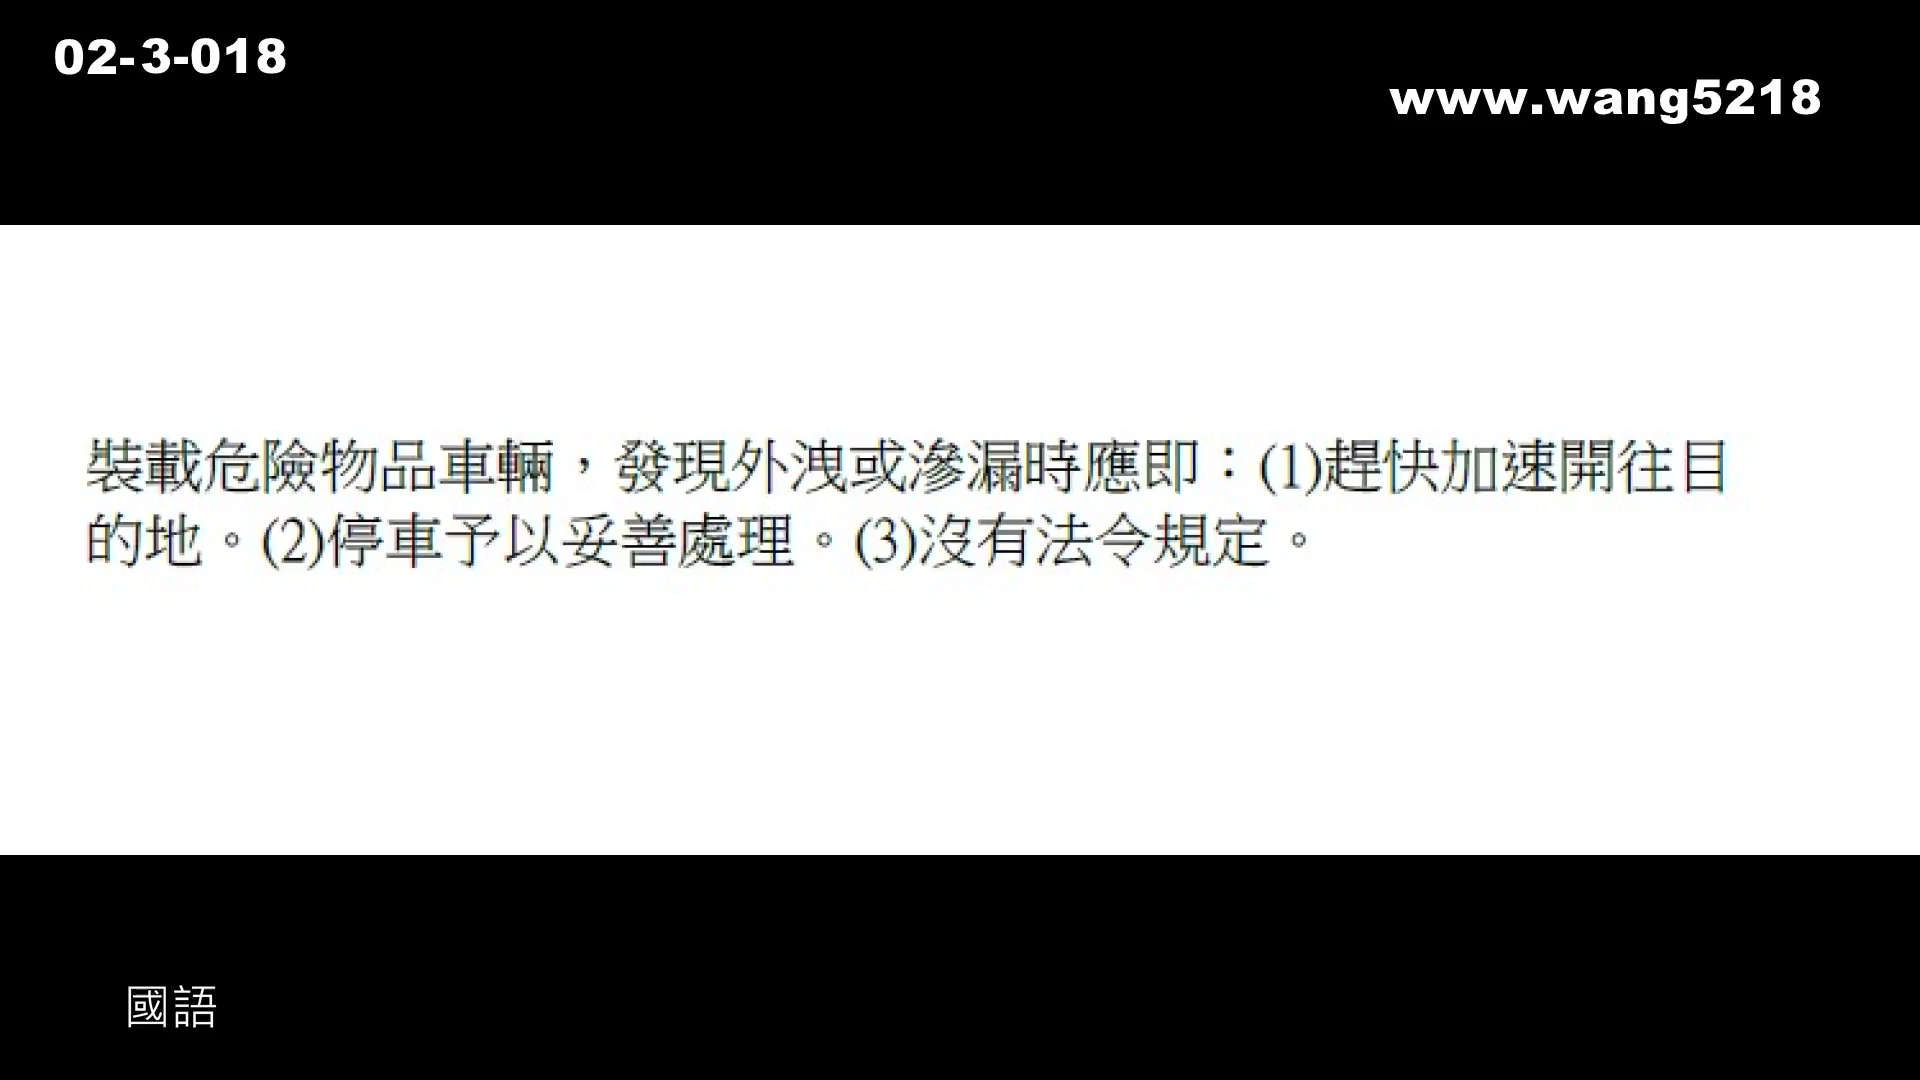 02-3-018
www.wang5218
裝載危險物品車輛，發現外洩或滲漏時應即：(1)趕快加速開往目
的地。(2)停車予以妥善處理。(3)沒有法令規定。
國語